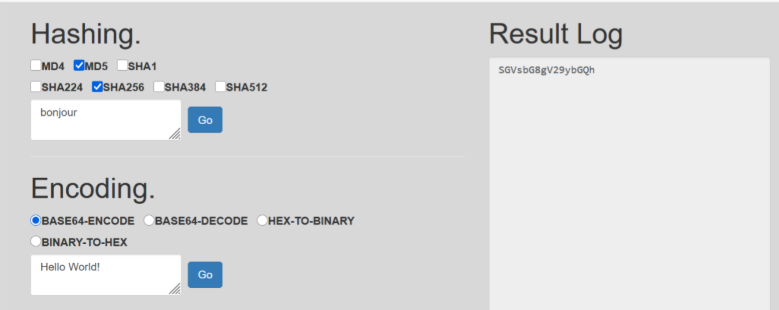 Hashing.
MD4 MD5 SHA1
SHA224 SHA256 SHA384 SHA512
bonjour
Go
Encoding.
BASE64-ENCODE BASE64-DECODE HEX-TO-BINARY
BINARY-TO-HEX
Hello World!
Go
Result Log
SGVsbG8gV29ybGQh